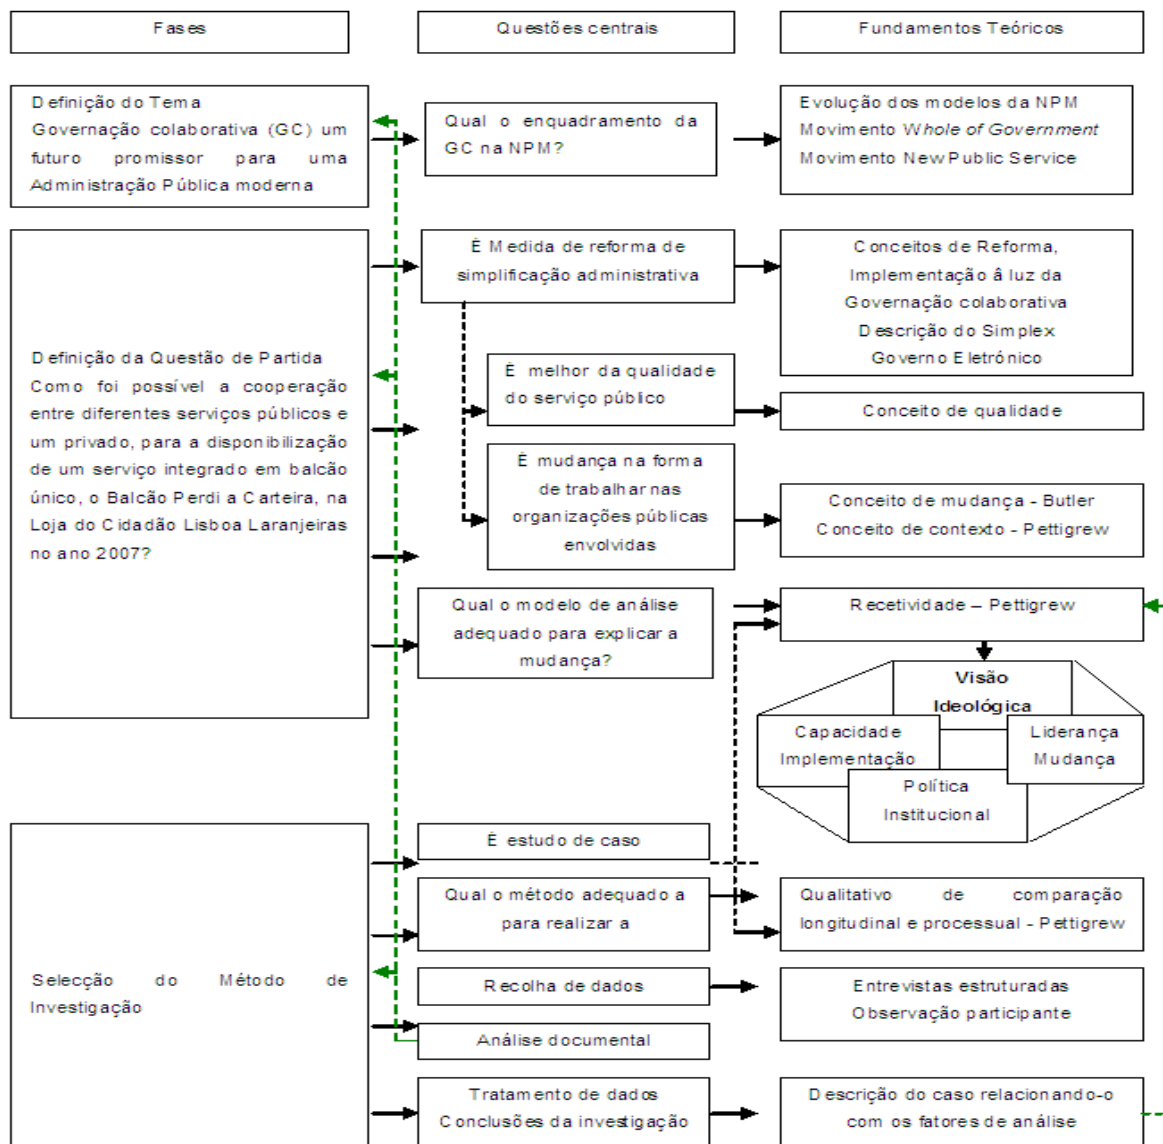 Fases
Questões centrais
Fundamentos Teóricos
Definição do Tema
Governação colaborativa (GC) um
futuro promissor para uma
Administração Pública moderna
Qual o enquadramento da
GC na NPM?
Evolução dos modelos da NPM
Movimento Whole of Government
Movimento New Public Service
Definição da Questão de Partida
Como foi possível a cooperação
entre diferentes serviços públicos e
um privado, para a disponibilização
de um serviço integrado em balcão
único, o Balcão Perdi a Carteira, na
Loja do Cidadão Lisboa Laranjeiras
no ano 2007?
É Medida de reforma de
simplificação administrativa
Conceitos de Reforma,
Implementação â luz da
Governação colaborativa
Descrição do Simplex
Governo Eletrónico
É melhor da qualidade
do serviço público
Conceito de qualidade
É mudança na forma
de trabalhar nas
organizações públicas
envolvidas
Conceito de mudança - Butler
Conceito de contexto - Pettigrew
Qual o modelo de análise
adequado para explicar a
mudança?
Recetividade – Pettigrew
Visão
Ideológica
Capacidade
Implementação
Liderança
Mudança
Política
Institucional
Selecção do Método de
Investigação
É estudo de caso
Qual o método adequado a
para realizar a
Qualitativo de comparação
longitudinal e processual - Pettigrew
Recolha de dados
Entrevistas estruturadas
Observação participante
Análise documental
Tratamento de dados
Conclusões da investigação
Descrição do caso relacionando-o
com os fatores de análise